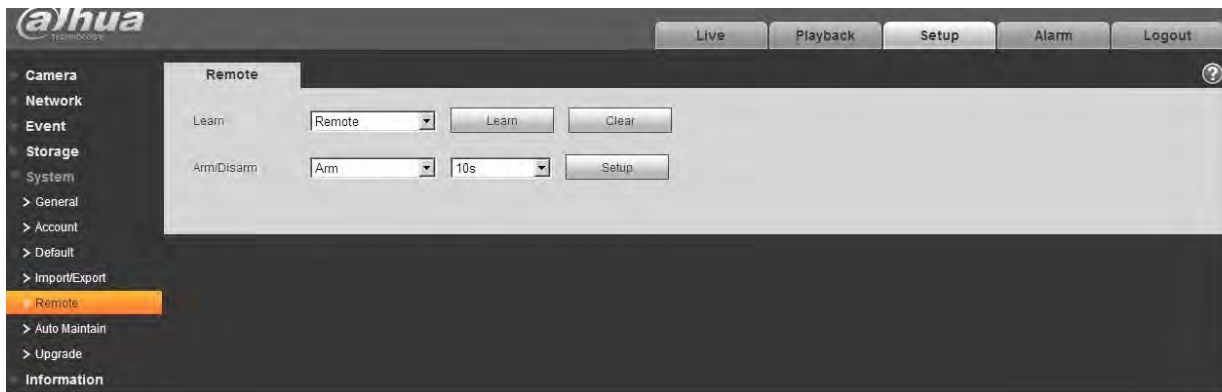 alhua
TECHNOLOGY
Live
Playback
Setup
Alarm
Logout
?
Camera
Network
Event
Storage
System
> General
> Account
> Default
> Import/Export
Remote
> Auto Maintain
> Upgrade
Information
Remote
Learn
Remote
Learn
Clear
Arm/Disarm
Arm
10s
Setup